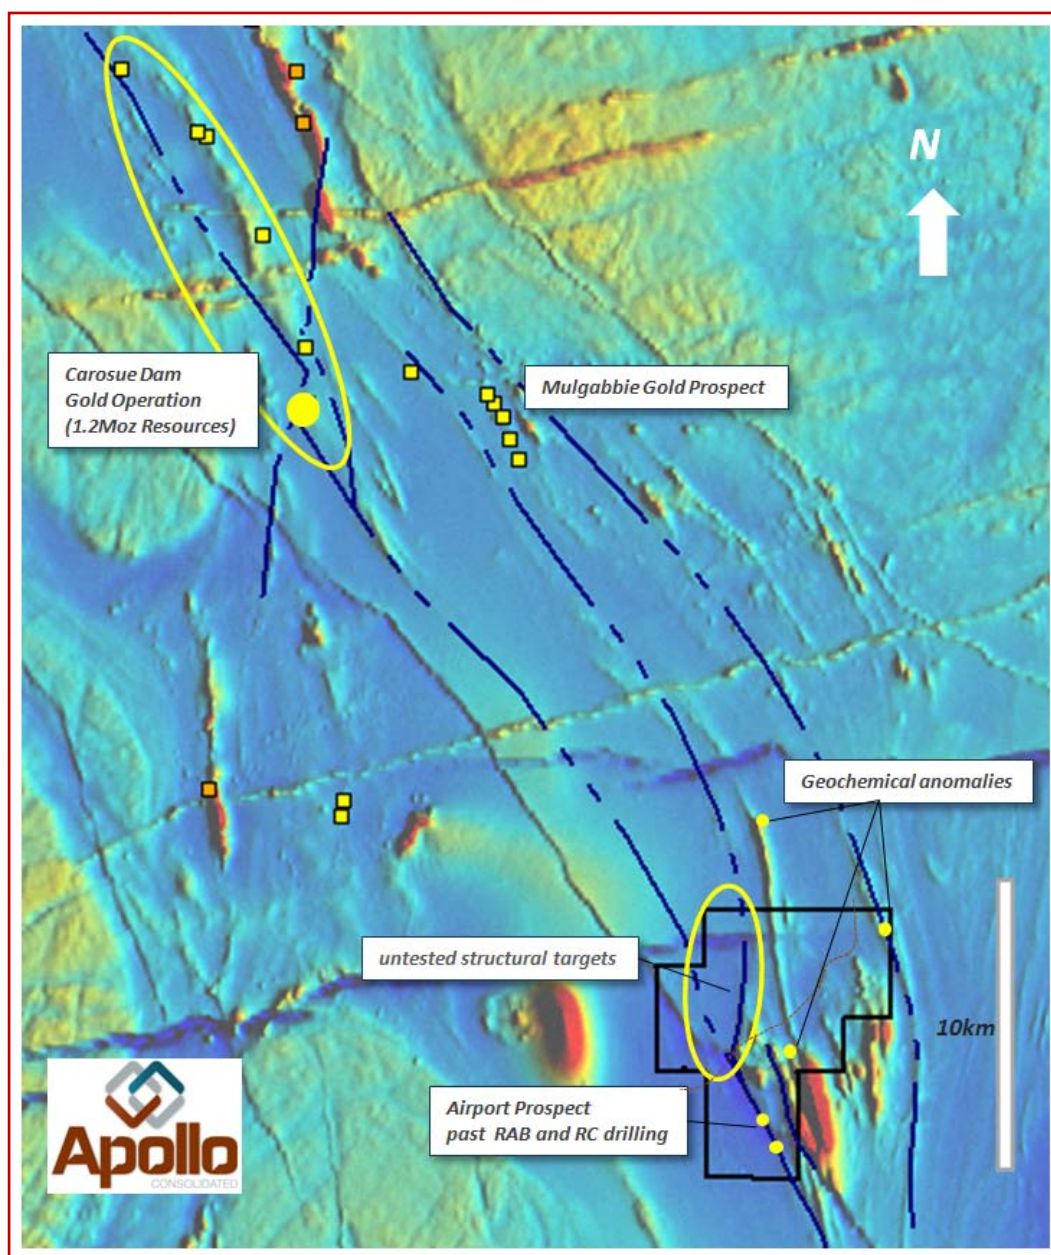 N
Carosue Dam
Gold Operation
(1.2Moz Resources)
Mulgabbie Gold Prospect
Geochemical anomalies
untested structural targets
10km
Airport Prospect
past RAB and RC drilling
Apollo
CONSOLIDATED